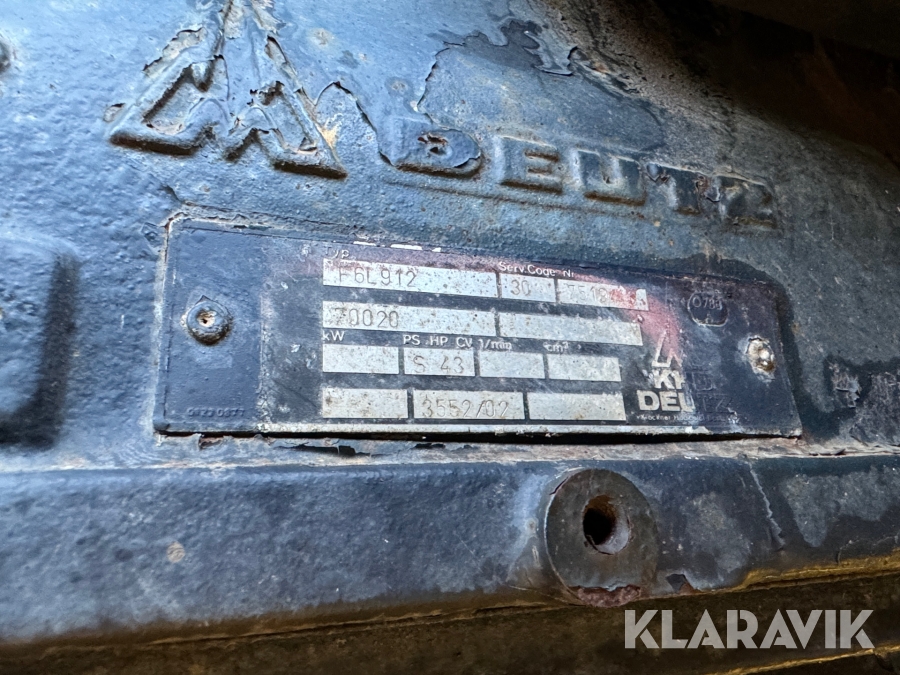 DEUTZ
Typ
Serv.Code Nr.
F6L912
30
70020
kW
PS HP CV
1/min
cm³
S 43
3552/02
DEUTZ
KLARAVIK